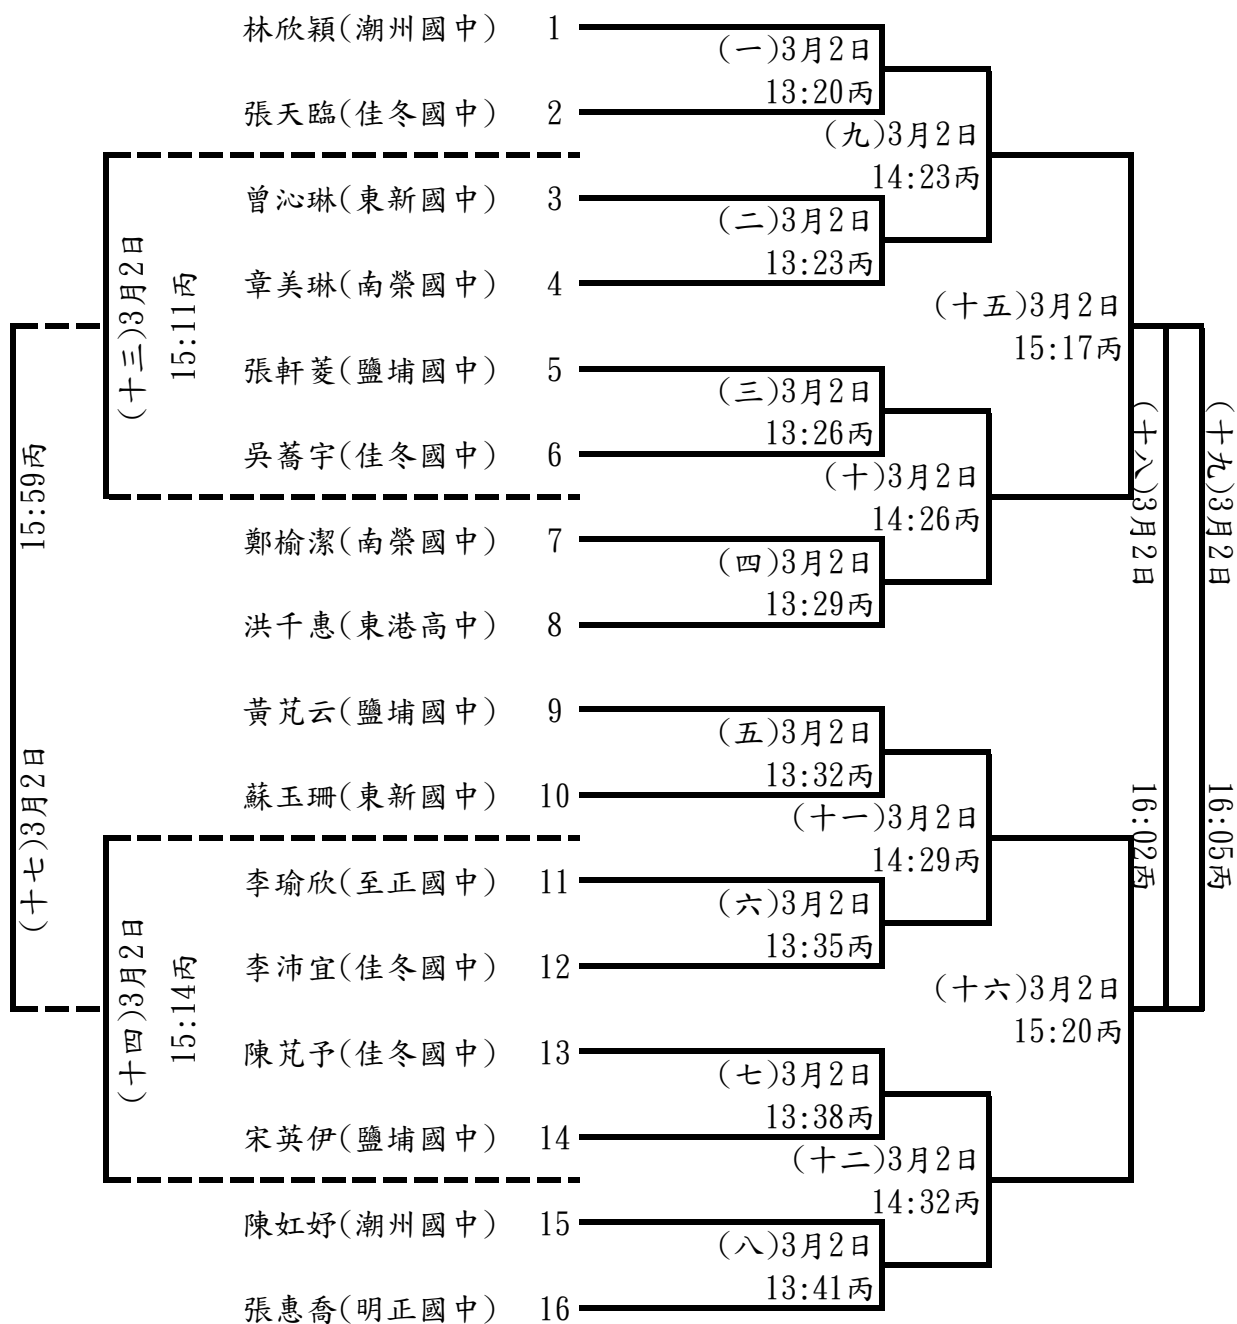 林欣穎(潮州國中) 1
(一)3月2日
13:20丙
張天臨(佳冬國中) 2
(九)3月2日
14:23丙
曾沁琳(東新國中) 3
(二)3月2日
13:23丙
章美琳(南榮國中) 4
(十三)3月2日
15:11丙
(十五)3月2日
15:17丙
張軒菱(鹽埔國中) 5
(三)3月2日
13:26丙
吳蕎宇(佳冬國中) 6
(十)3月2日
14:26丙
鄭榆潔(南榮國中) 7
(四)3月2日
13:29丙
洪千惠(東港高中) 8
(十七)3月2日
15:59丙
(十八)3月2日
16:02丙
(十九)3月2日
16:05丙
黃芃云(鹽埔國中) 9
(五)3月2日
13:32丙
蘇玉珊(東新國中) 10
(十一)3月2日
14:29丙
李瑜欣(至正國中) 11
(六)3月2日
13:35丙
李沛宜(佳冬國中) 12
(十四)3月2日
15:14丙
(十六)3月2日
15:20丙
陳芃予(佳冬國中) 13
(七)3月2日
13:38丙
宋英伊(鹽埔國中) 14
(十二)3月2日
14:32丙
陳虹妤(潮州國中) 15
(八)3月2日
13:41丙
張惠喬(明正國中) 16